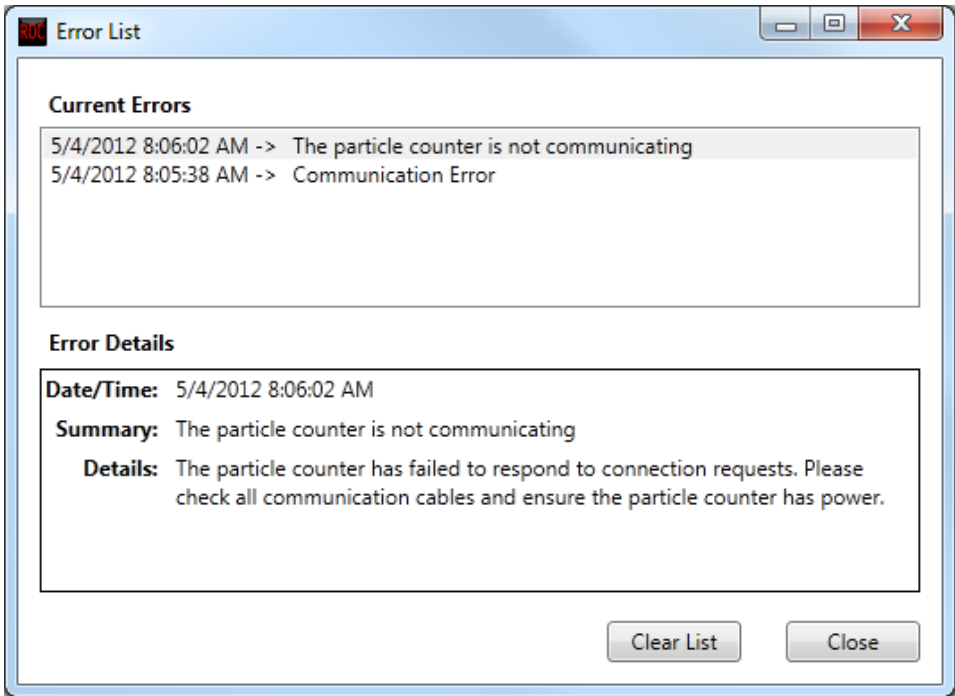 ROC Error List
Current Errors
5/4/2012 8:06:02 AM -> The particle counter is not communicating
5/4/2012 8:05:38 AM -> Communication Error
Error Details
Date/Time: 5/4/2012 8:06:02 AM
Summary: The particle counter is not communicating
Details: The particle counter has failed to respond to connection requests. Please
check all communication cables and ensure the particle counter has power.
Clear List Close